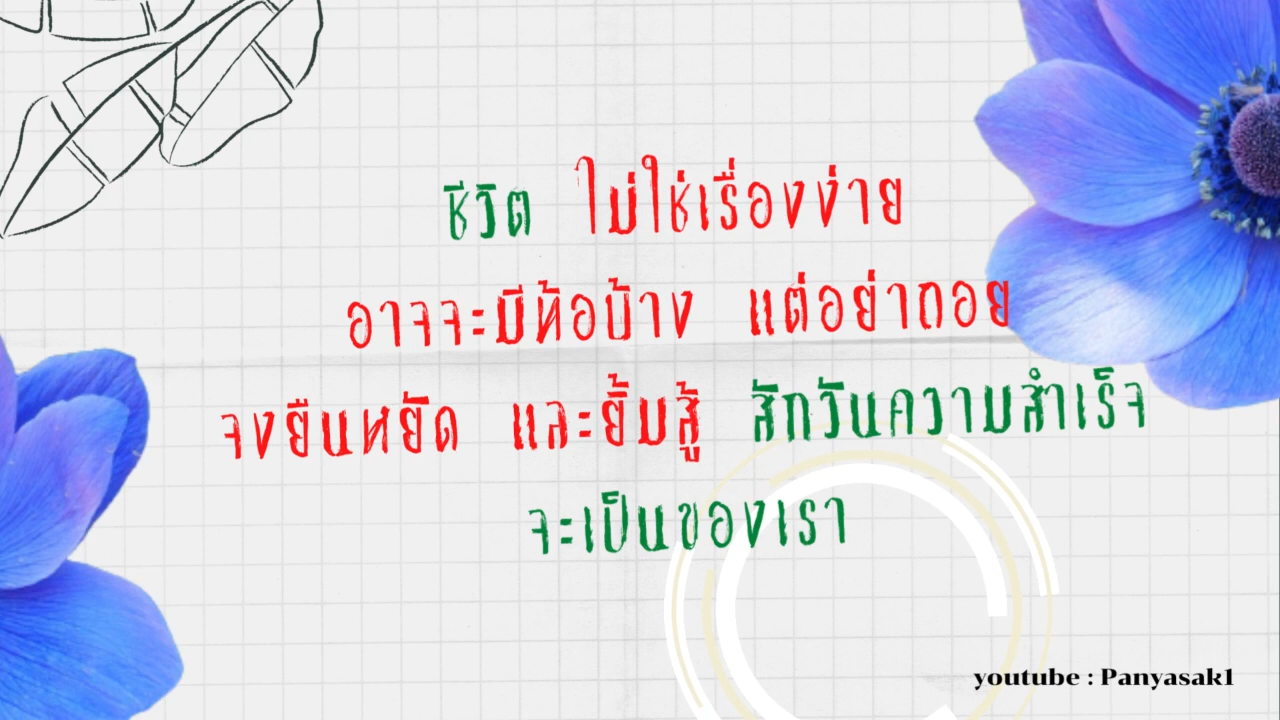 ชีวิต ไม่ใช่เรื่องง่าย
อาจจะมีท้อบ้าง แต่อย่าถอย
จงยืนหยัด และยิ้มสู้ สักวันความสำเร็จ
จะเป็นของเรา
youtube : Panyasak1